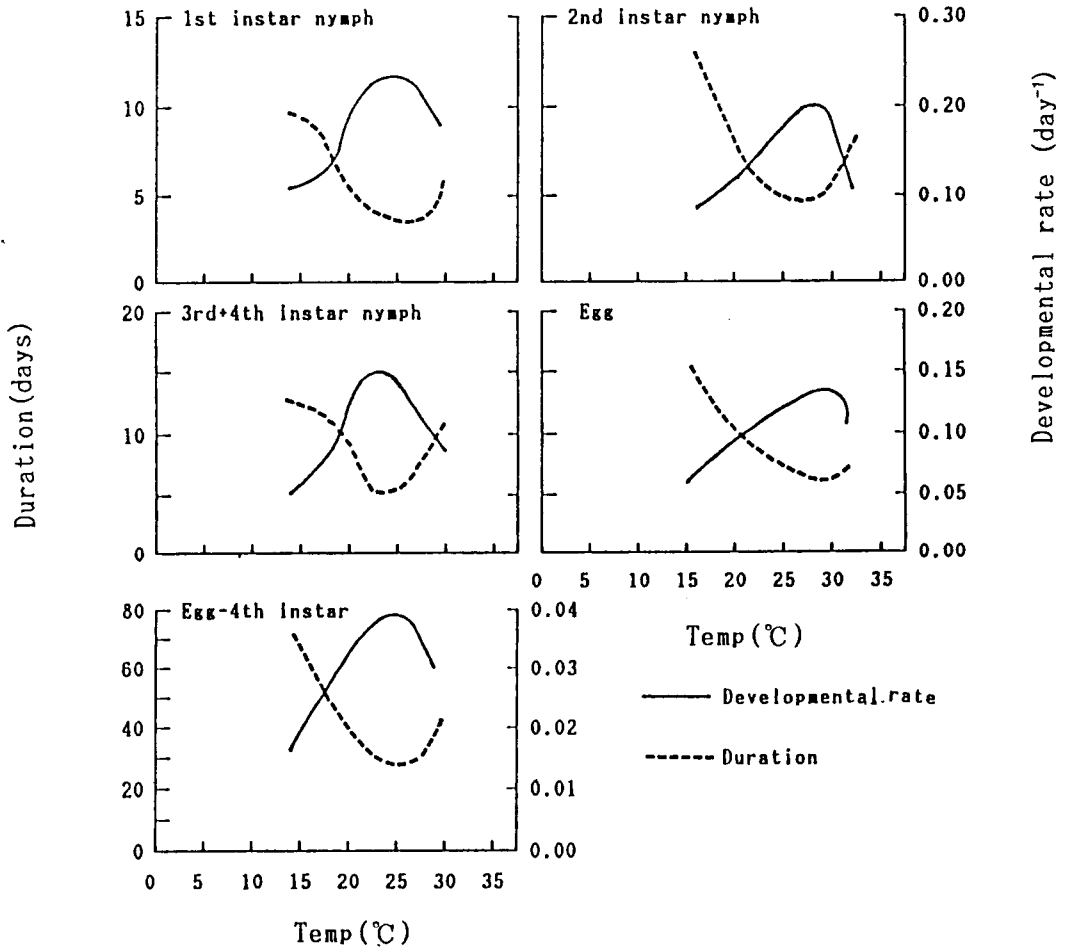 1st instar nymph
15
10
5
0
2nd instar nymph
0.30
0.20
0.10
0.00
3rd+4th instar nymph
20
10
0
Egg
0.20
0.15
0.10
0.05
0.00
0 5 10 15 20 25 30 35
Temp(℃)
Egg-4th instar
80
60
40
20
0
0.04
0.03
0.02
0.01
0.00
0 5 10 15 20 25 30 35
Temp(℃)
Duration(days)
Developmental rate (day⁻¹)
Developmental.rate
Duration